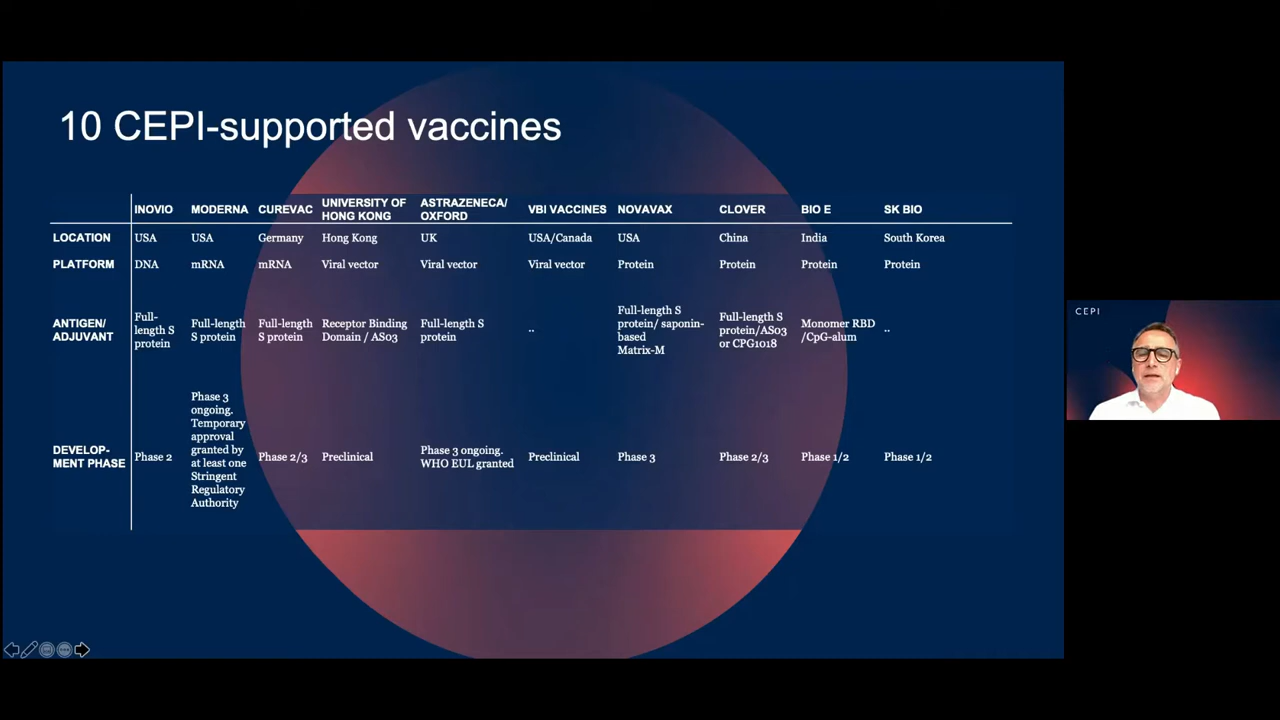 10 CEPI-supported vaccines
INOVIO MODERNA CUREVAC UNIVERSITY OF HONG KONG ASTRAZENECA/ OXFORD VBI VACCINES NOVAVAX CLOVER BIO E SK BIO
LOCATION USA USA Germany Hong Kong UK USA/Canada USA China India South Korea
PLATFORM DNA mRNA mRNA Viral vector Viral vector Viral vector Protein Protein Protein Protein
ANTIGEN/ ADJUVANT Full-length S protein Full-length S protein Full-length S protein Receptor Binding Domain / AS03 Full-length S protein .. Full-length S protein/ saponin-based Matrix-M Full-length S protein/AS03 or CPG1018 Monomer RBD /CpG-alum ..
DEVELOP-MENT PHASE Phase 2 Phase 3 ongoing. Temporary approval granted by at least one Stringent Regulatory Authority Phase 2/3 Preclinical Phase 3 ongoing. WHO EUL granted Preclinical Phase 3 Phase 2/3 Phase 1/2 Phase 1/2
CEPI